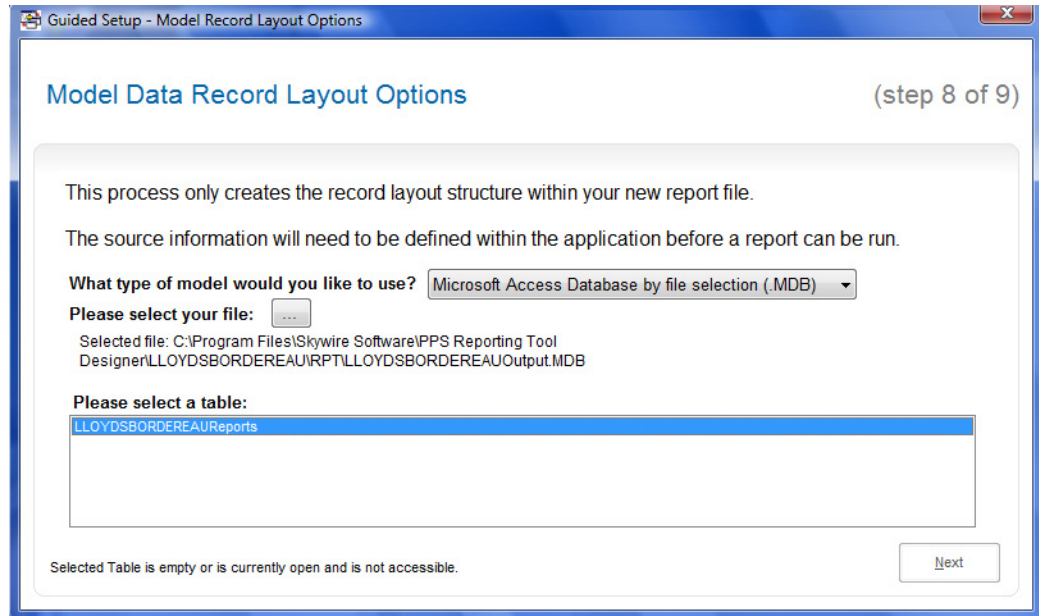 Guided Setup - Model Record Layout Options
Model Data Record Layout Options
(step 8 of 9)
This process only creates the record layout structure within your new report file.
The source information will need to be defined within the application before a report can be run.
What type of model would you like to use? Microsoft Access Database by file selection (.MDB)
Please select your file: ...
Selected file: C:\Program Files\Skywire Software\PPS Reporting Tool
Designer\LLOYDSBORDEREAU\RPT\LLOYDSBORDEREAUOutput.MDB
Please select a table:
LLOYDSBORDEREAUReports
Selected Table is empty or is currently open and is not accessible.
Next